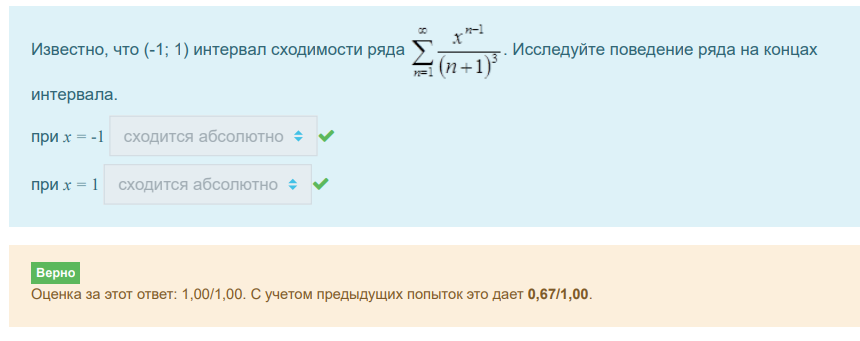 Известно, что (-1; 1) интервал сходимости ряда $\sum_{n=1}^{\infty} \frac{x^{n-1}}{(n+1)^3}$. Исследуйте поведение ряда на концах
интервала.
при x = -1 сходится абсолютно
при x = 1 сходится абсолютно
Верно
Оценка за этот ответ: 1,00/1,00. С учетом предыдущих попыток это дает 0,67/1,00.